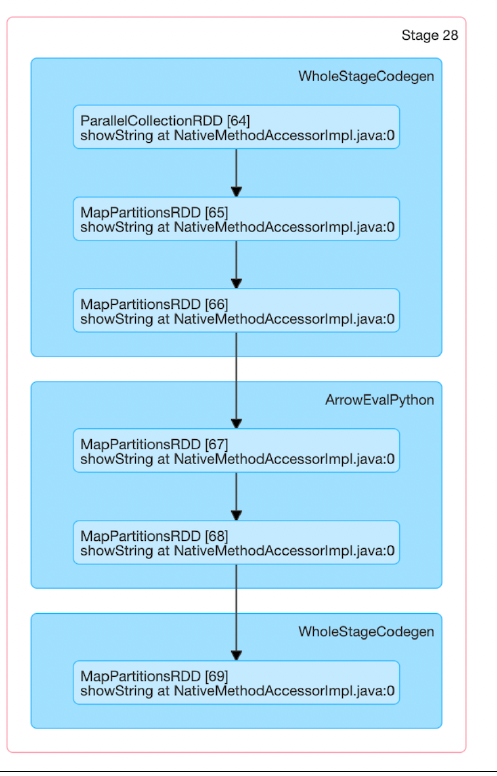 Stage 28
WholeStageCodegen
ParallelCollectionRDD [64]
showString at NativeMethodAccessorImpl.java:0
MapPartitionsRDD [65]
showString at NativeMethodAccessorImpl.java:0
MapPartitionsRDD [66]
showString at NativeMethodAccessorImpl.java:0
ArrowEvalPython
MapPartitionsRDD [67]
showString at NativeMethodAccessorImpl.java:0
MapPartitionsRDD [68]
showString at NativeMethodAccessorImpl.java:0
WholeStageCodegen
MapPartitionsRDD [69]
showString at NativeMethodAccessorImpl.java:0